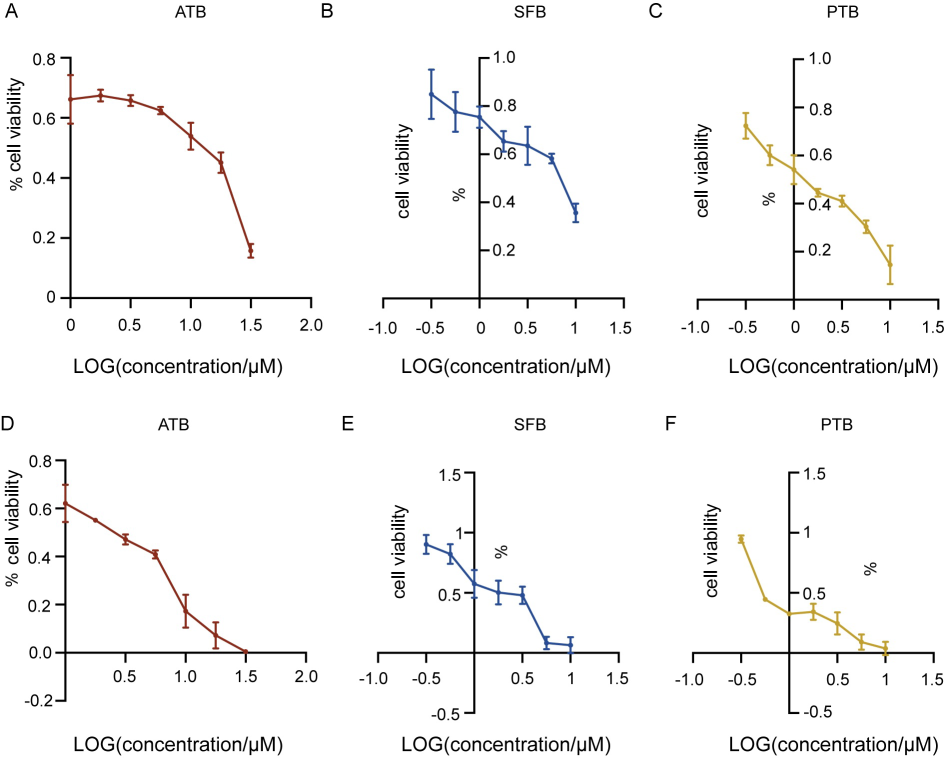 A
ATB
% cell viability
0.8
0.6
0.4
0.2
0
0 0.5 1.0 1.5 2.0
LOG(concentration/µM)
B
SFB
cell viability
%
1.0
0.8
0.6
0.4
0.2
-1.0 -0.5 0 0.5 1 1.5
LOG(concentration/µM)
C
PTB
cell viability
%
1.0
0.8
0.6
0.4
0.2
-1.0 -0.5 0 0.5 1 1.5
LOG(concentration/µM)
D
ATB
% cell viability
0.8
0.6
0.4
0.2
0.0
-0.2
0.5 1.0 1.5 2.0
LOG(concentration/µM)
E
SFB
cell viability
%
1.5
1
0.5
-0.5
-1.0 -0.5 0 0.5 1 1.5
LOG(concentration/µM)
F
PTB
cell viability
%
1.5
1
0.5
-0.5
-1.0 -0.5 0 0.5 1 1.5
LOG(concentration/µM)